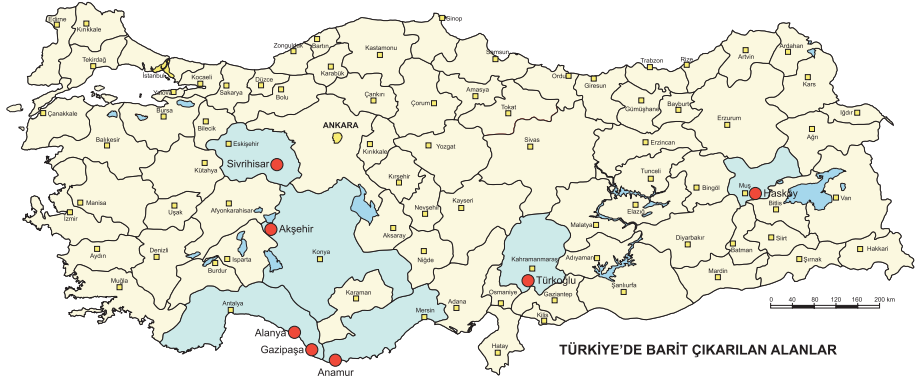 Edirne
Kırıkkale
Tekirdağ
İstanbul
Kocaeli
Yalova
Sakarya
Düzce
Bolu
Zonguldak
Bartın
Karabük
Kastamonu
Sinop
Samsun
Ordu
Giresun
Trabzon
Rize
Artvin
Ardahan
Kars
Iğdır
Çanakkale
Bursa
Bilecik
Balıkesir
Kütahya
Eskişehir
Sivrihisar
ANKARA
Çankırı
Çorum
Amasya
Tokat
Kırıkkale
Yozgat
Sivas
Gümüşhane
Bayburt
Erzurum
Erzincan
Ağrı
Tunceli
Bingöl
Muş
Hasköy
Bitlis
Van
Manisa
İzmir
Uşak
Afyonkarahisar
Akşehir
Konya
Kırşehir
Nevşehir
Kayseri
Aksaray
Niğde
Malatya
Elazığ
Diyarbakır
Batman
Siirt
Şırnak
Hakkari
Aydın
Denizli
Burdur
Isparta
Muğla
Antalya
Karaman
Mersin
Adana
Kahramanmaraş
Türkoğlu
Adıyaman
Osmaniye
Gaziantep
Kilis
Şanlıurfa
Mardin
Hatay
Alanya
Gazipaşa
Anamur
0 40 80 120 160 200 km
TÜRKİYE'DE BARİT ÇIKARILAN ALANLAR